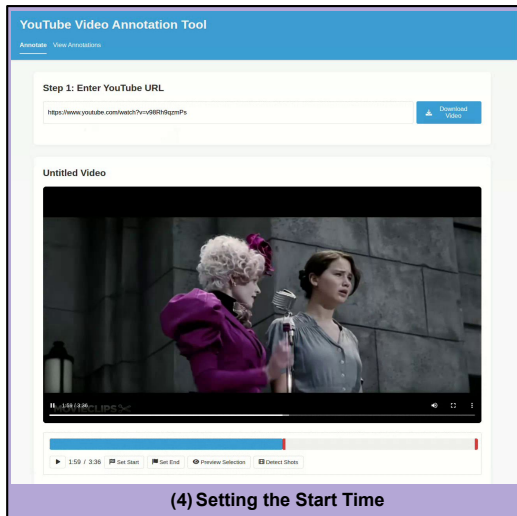 YouTube Video Annotation Tool
Annotate View Annotations
Step 1: Enter YouTube URL
https://www.youtube.com/watch?v=v98Rh9qzmPs
Download
Video
Untitled Video
1:59 / 3:36
MOVIECLIPS
1:59 / 3:36 Set Start Set End Preview Selection Detect Shots
(4) Setting the Start Time